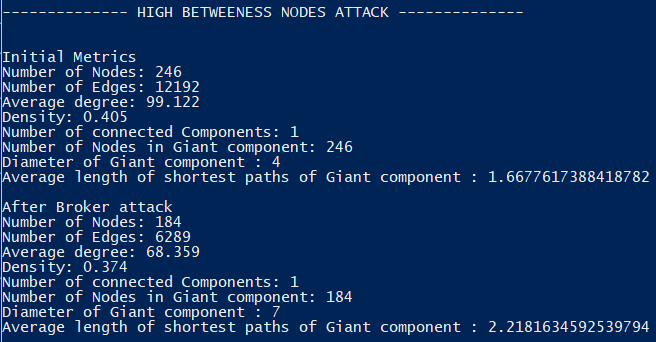 -------------- HIGH BETWEENESS NODES ATTACK --------------
Initial Metrics
Number of Nodes: 246
Number of Edges: 12192
Average degree: 99.122
Density: 0.405
Number of connected Components: 1
Number of Nodes in Giant component: 246
Diameter of Giant component : 4
Average length of shortest paths of Giant component : 1.6677617388418782
After Broker attack
Number of Nodes: 184
Number of Edges: 6289
Average degree: 68.359
Density: 0.374
Number of connected Components: 1
Number of Nodes in Giant component: 184
Diameter of Giant component : 7
Average length of shortest paths of Giant component : 2.2181634592539794